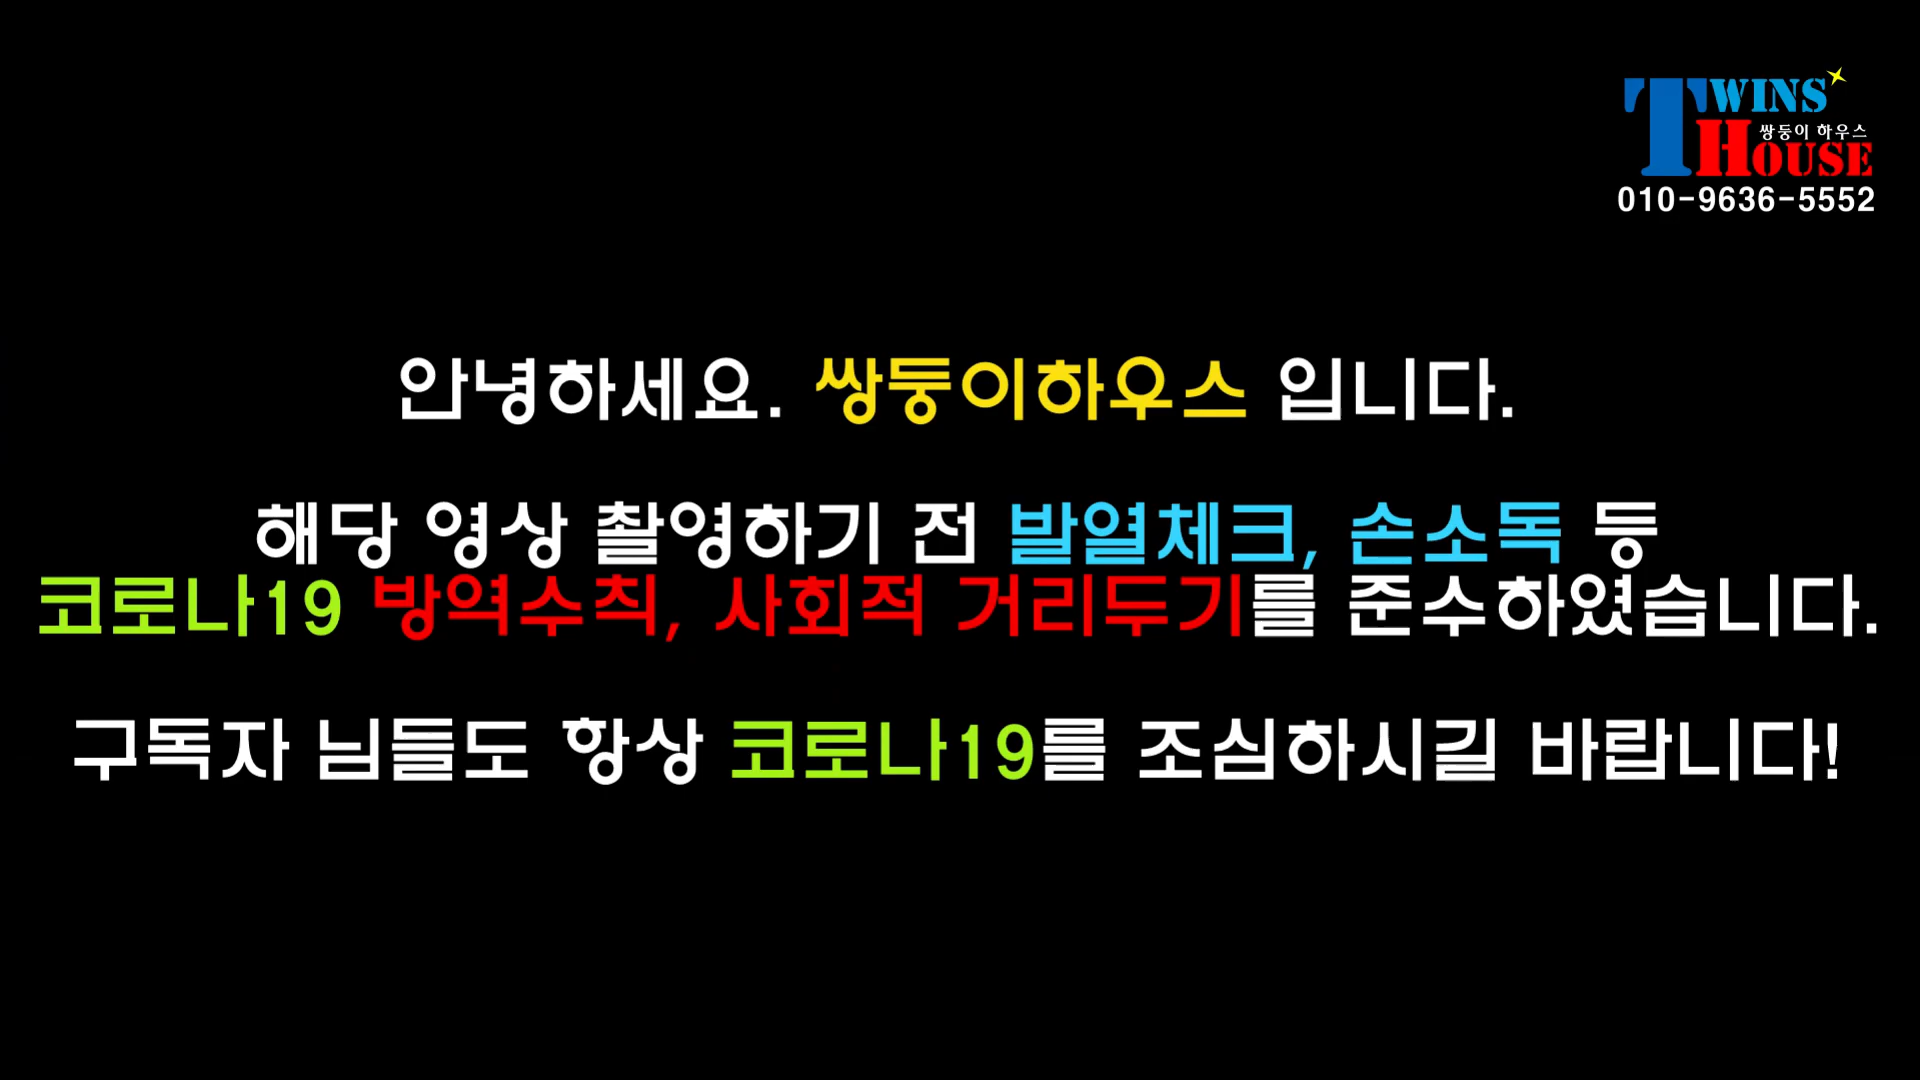 TWINS
쌍둥이 하우스
HOUSE
010-9636-5552
안녕하세요. 쌍둥이하우스 입니다.
해당 영상 촬영하기 전 발열체크, 손소독 등
코로나19 방역수칙, 사회적 거리두기를 준수하였습니다.
구독자 님들도 항상 코로나19를 조심하시길 바랍니다!